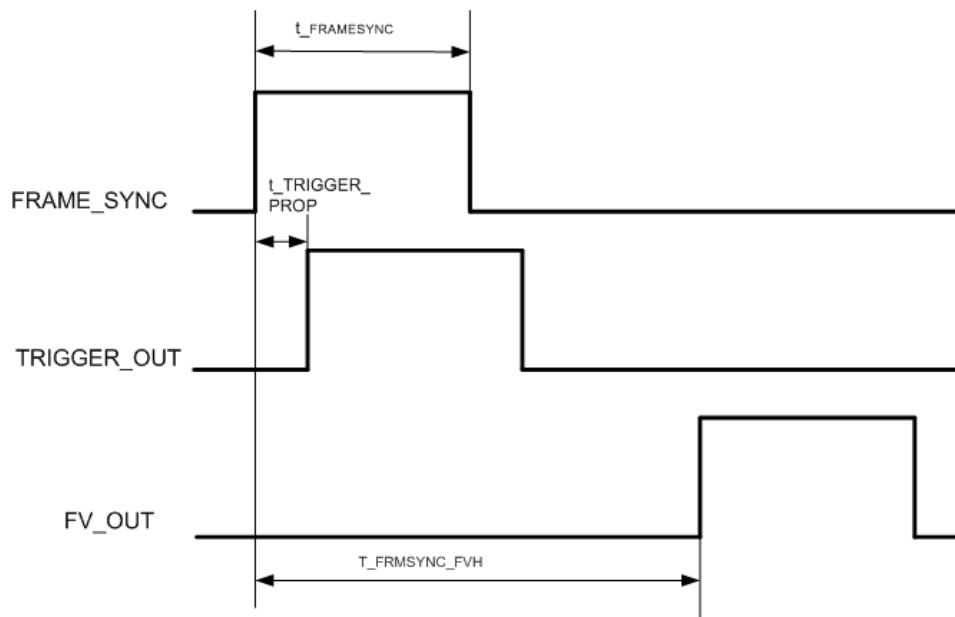 t_FRAMESYNC
FRAME_SYNC
t_TRIGGER_
PROP
TRIGGER_OUT
FV_OUT
T_FRMSYNC_FVH